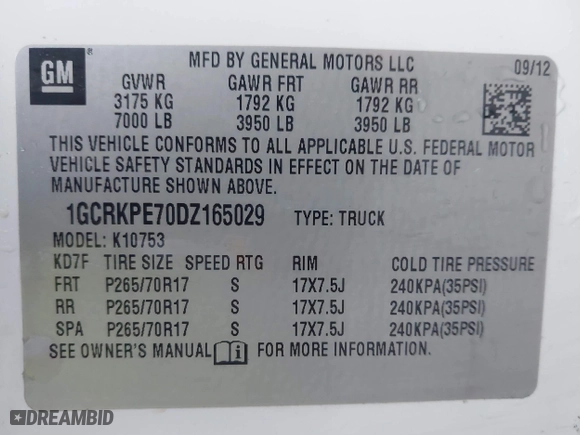 GM
®
MFD BY GENERAL MOTORS LLC
09/12
GVWR GAWR FRT GAWR RR
3175 KG 1792 KG 1792 KG
7000 LB 3950 LB 3950 LB
THIS VEHICLE CONFORMS TO ALL APPLICABLE U.S. FEDERAL MOTOR
VEHICLE SAFETY STANDARDS IN EFFECT ON THE DATE OF
MANUFACTURE SHOWN ABOVE.
1GCRKPE70DZ165029 TYPE: TRUCK
MODEL: K10753
KD7F TIRE SIZE SPEED RTG RIM COLD TIRE PRESSURE
FRT P265/70R17 S 17X7.5J 240KPA(35PSI)
RR P265/70R17 S 17X7.5J 240KPA(35PSI)
SPA P265/70R17 S 17X7.5J 240KPA(35PSI)
SEE OWNER'S MANUAL i FOR MORE INFORMATION.
DREAMBID